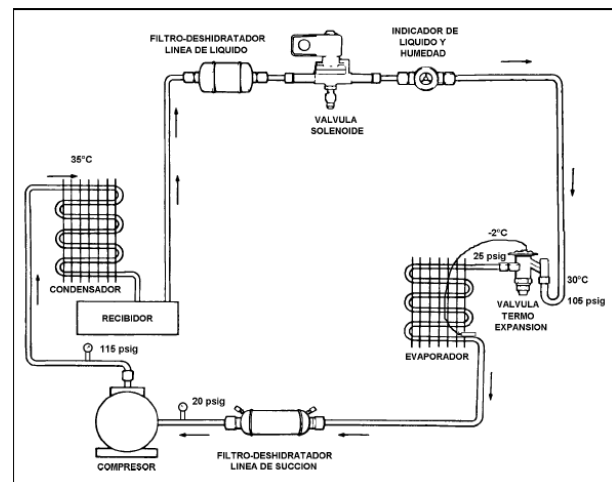 FILTRO-DESHIDRATADOR
LINEA DE LIQUIDO
INDICADOR DE
LIQUIDO Y
HUMEDAD
VALVULA
SOLENOIDE
35°C
CONDENSADOR
RECIBIDOR
-2°C
25 psig
30°C
105 psig
VALVULA
TERMO
EXPANSION
EVAPORADOR
115 psig
20 psig
COMPRESOR
FILTRO-DESHIDRATADOR
LINEA DE SUCCION